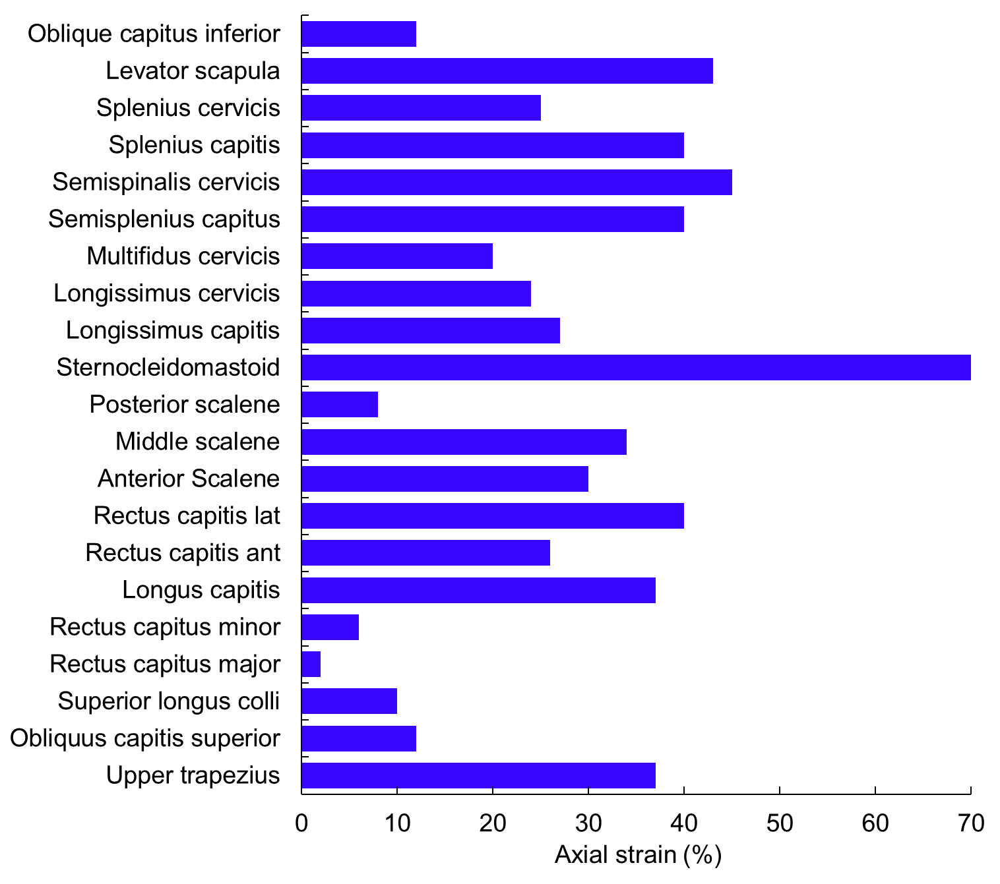 Oblique capitus inferior
Levator scapula
Splenius cervicis
Splenius capitis
Semispinalis cervicis
Semisplenius capitus
Multifidus cervicis
Longissimus cervicis
Longissimus capitis
Sternocleidomastoid
Posterior scalene
Middle scalene
Anterior Scalene
Rectus capitis lat
Rectus capitis ant
Longus capitis
Rectus capitus minor
Rectus capitus major
Superior longus colli
Obliquus capitis superior
Upper trapezius
0 10 20 30 40 50 60 70
Axial strain (%)